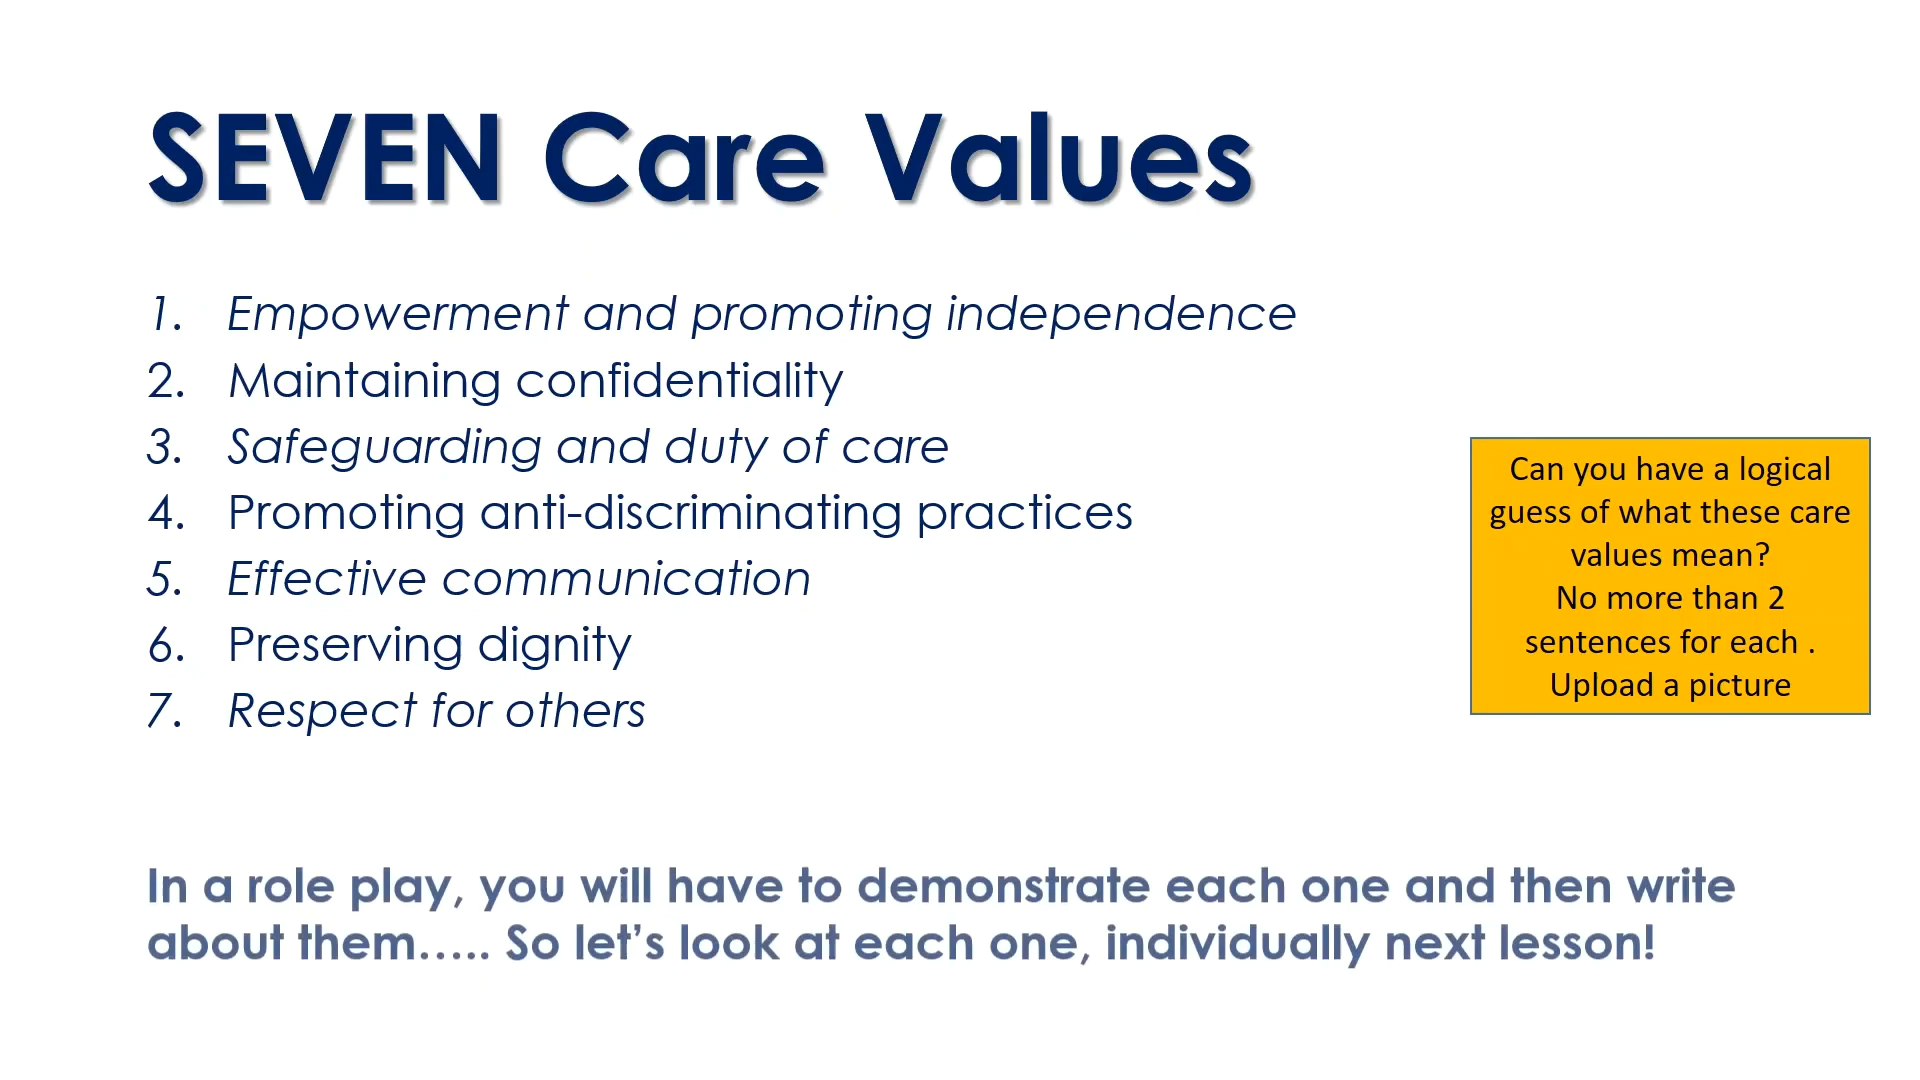 SEVEN Care Values
1. Empowerment and promoting independence
2. Maintaining confidentiality
3. Safeguarding and duty of care
4. Promoting anti-discriminating practices
5. Effective communication
6. Preserving dignity
7. Respect for others
Can you have a logical
guess of what these care
values mean?
No more than 2
sentences for each .
Upload a picture
In a role play, you will have to demonstrate each one and then write
about them….. So let’s look at each one, individually next lesson!